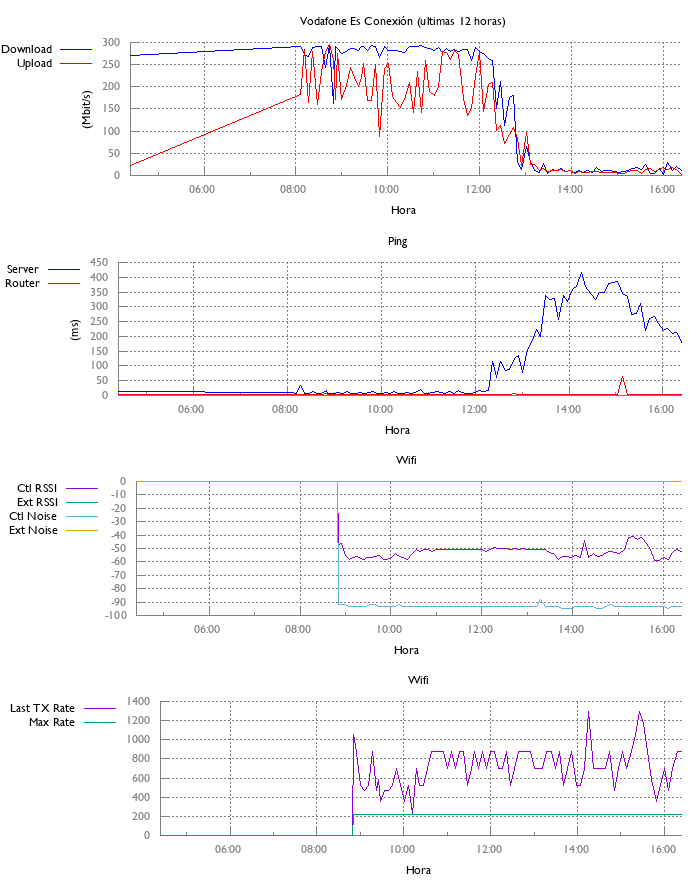 Vodafone Es Conexión (ultimas 12 horas)
Download
Upload
300
250
200
150
100
50
0
(Mbit/s)
06:00 08:00 10:00 12:00 14:00 16:00
Hora
Ping
Server
Router
450
400
350
300
250
200
150
100
50
0
(ms)
06:00 08:00 10:00 12:00 14:00 16:00
Hora
Wifi
Ctl RSSI
Ext RSSI
Ctl Noise
Ext Noise
0
-10
-20
-30
-40
-50
-60
-70
-80
-90
-100
06:00 08:00 10:00 12:00 14:00 16:00
Hora
Wifi
Last TX Rate
Max Rate
1400
1200
1000
800
600
400
200
0
06:00 08:00 10:00 12:00 14:00 16:00
Hora